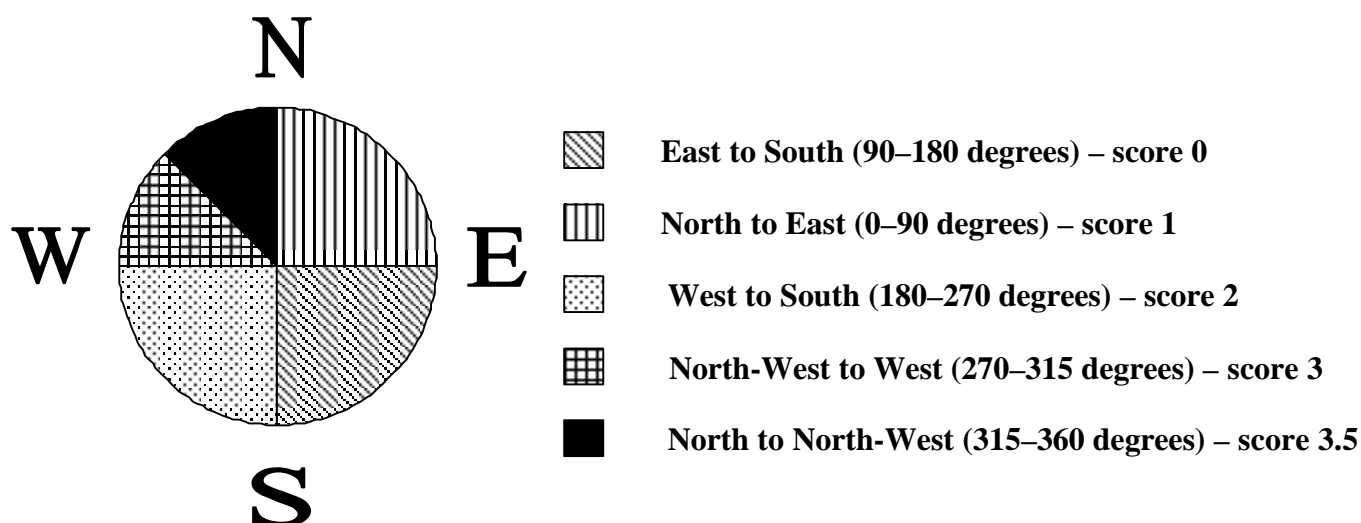 N
W
E
S
East to South (90–180 degrees) – score 0
North to East (0–90 degrees) – score 1
West to South (180–270 degrees) – score 2
North-West to West (270–315 degrees) – score 3
North to North-West (315–360 degrees) – score 3.5